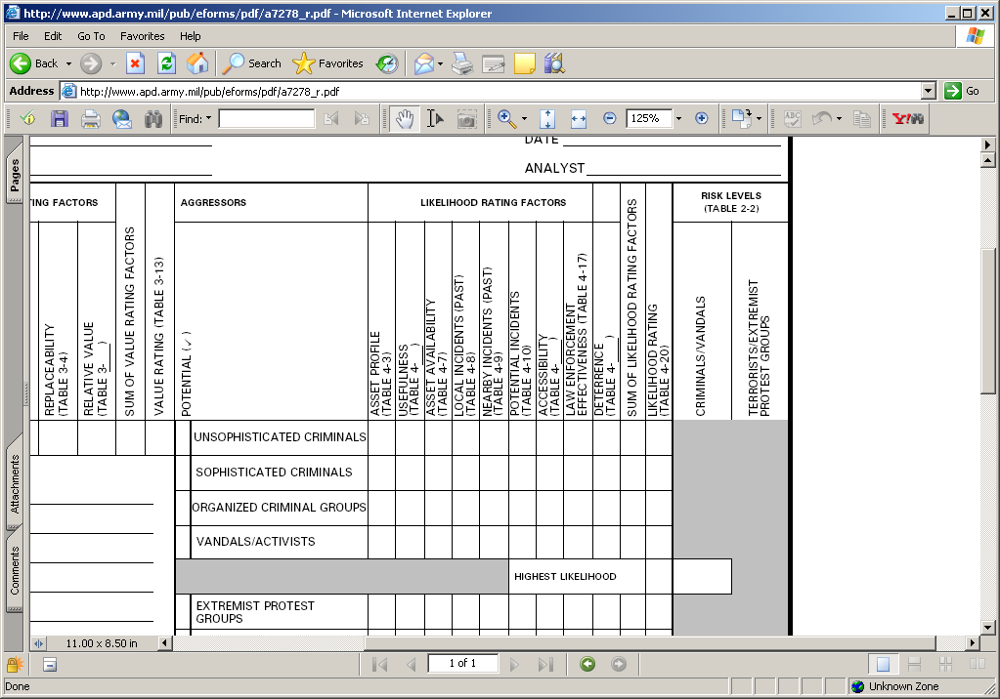 http://www.apd.army.mil/pub/eforms/pdf/a7278_r.pdf - Microsoft Internet Explorer
File Edit Go To Favorites Help
Back Search Favorites
Address http://www.apd.army.mil/pub/eforms/pdf/a7278_r.pdf Go
Find: 125% Y!
Pages
Attachments
Comments
DATE
ANALYST
TING FACTORS
REPLACEABILITY
(TABLE 3-4)
RELATIVE VALUE
(TABLE 3-__)
SUM OF VALUE RATING FACTORS
VALUE RATING (TABLE 3-13)
AGGRESSORS
POTENTIAL (✓)
LIKELIHOOD RATING FACTORS
ASSET PROFILE
(TABLE 4-3)
USEFULNESS
(TABLE 4-__)
ASSET AVAILABILITY
(TABLE 4-7)
LOCAL INCIDENTS (PAST)
(TABLE 4-8)
NEARBY INCIDENTS (PAST)
(TABLE 4-9)
POTENTIAL INCIDENTS
(TABLE 4-10)
ACCESSIBILITY
(TABLE 4-__)
LAW ENFORCEMENT
EFFECTIVENESS (TABLE 4-17)
DETERRENCE
(TABLE 4-__)
SUM OF LIKELIHOOD RATING FACTORS
LIKELIHOOD RATING
(TABLE 4-20)
RISK LEVELS
(TABLE 2-2)
CRIMINALS/VANDALS
TERRORISTS/EXTREMIST
PROTEST GROUPS
UNSOPHISTICATED CRIMINALS
SOPHISTICATED CRIMINALS
ORGANIZED CRIMINAL GROUPS
VANDALS/ACTIVISTS
HIGHEST LIKELIHOOD
EXTREMIST PROTEST
GROUPS
11.00 x 8.50 in
1 of 1
Done Unknown Zone